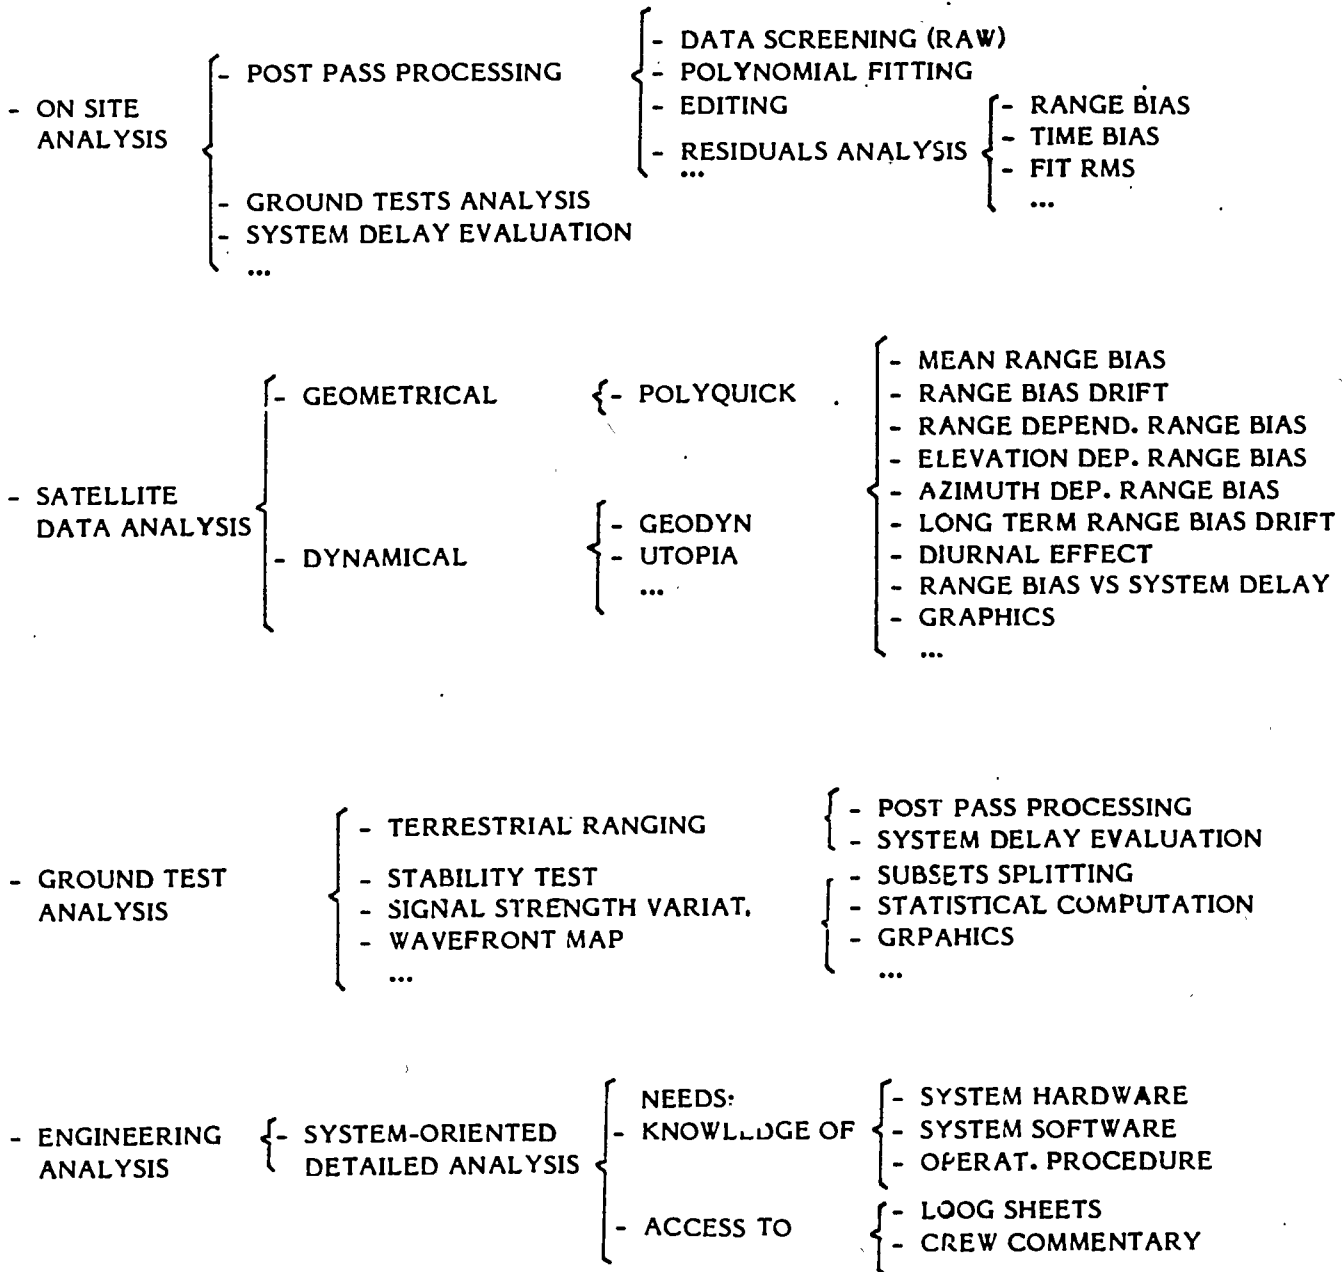 - ON SITE
ANALYSIS
- POST PASS PROCESSING
- DATA SCREENING (RAW)
- POLYNOMIAL FITTING
- EDITING
- RESIDUALS ANALYSIS
...
- RANGE BIAS
- TIME BIAS
- FIT RMS
...
- GROUND TESTS ANALYSIS
- SYSTEM DELAY EVALUATION
...
- SATELLITE
DATA ANALYSIS
- GEOMETRICAL
- POLYQUICK
- DYNAMICAL
- GEODYN
- UTOPIA
...
- MEAN RANGE BIAS
- RANGE BIAS DRIFT
- RANGE DEPEND. RANGE BIAS
- ELEVATION DEP. RANGE BIAS
- AZIMUTH DEP. RANGE BIAS
- LONG TERM RANGE BIAS DRIFT
- DIURNAL EFFECT
- RANGE BIAS VS SYSTEM DELAY
- GRAPHICS
...
- GROUND TEST
ANALYSIS
- TERRESTRIAL RANGING
- POST PASS PROCESSING
- SYSTEM DELAY EVALUATION
- STABILITY TEST
- SIGNAL STRENGTH VARIAT.
- WAVEFRONT MAP
...
- SUBSETS SPLITTING
- STATISTICAL COMPUTATION
- GRPAHICS
...
- ENGINEERING
ANALYSIS
- SYSTEM-ORIENTED
DETAILED ANALYSIS
NEEDS:
- KNOWLEDGE OF
- SYSTEM HARDWARE
- SYSTEM SOFTWARE
- OPERAT. PROCEDURE
- ACCESS TO
- LOOG SHEETS
- CREW COMMENTARY